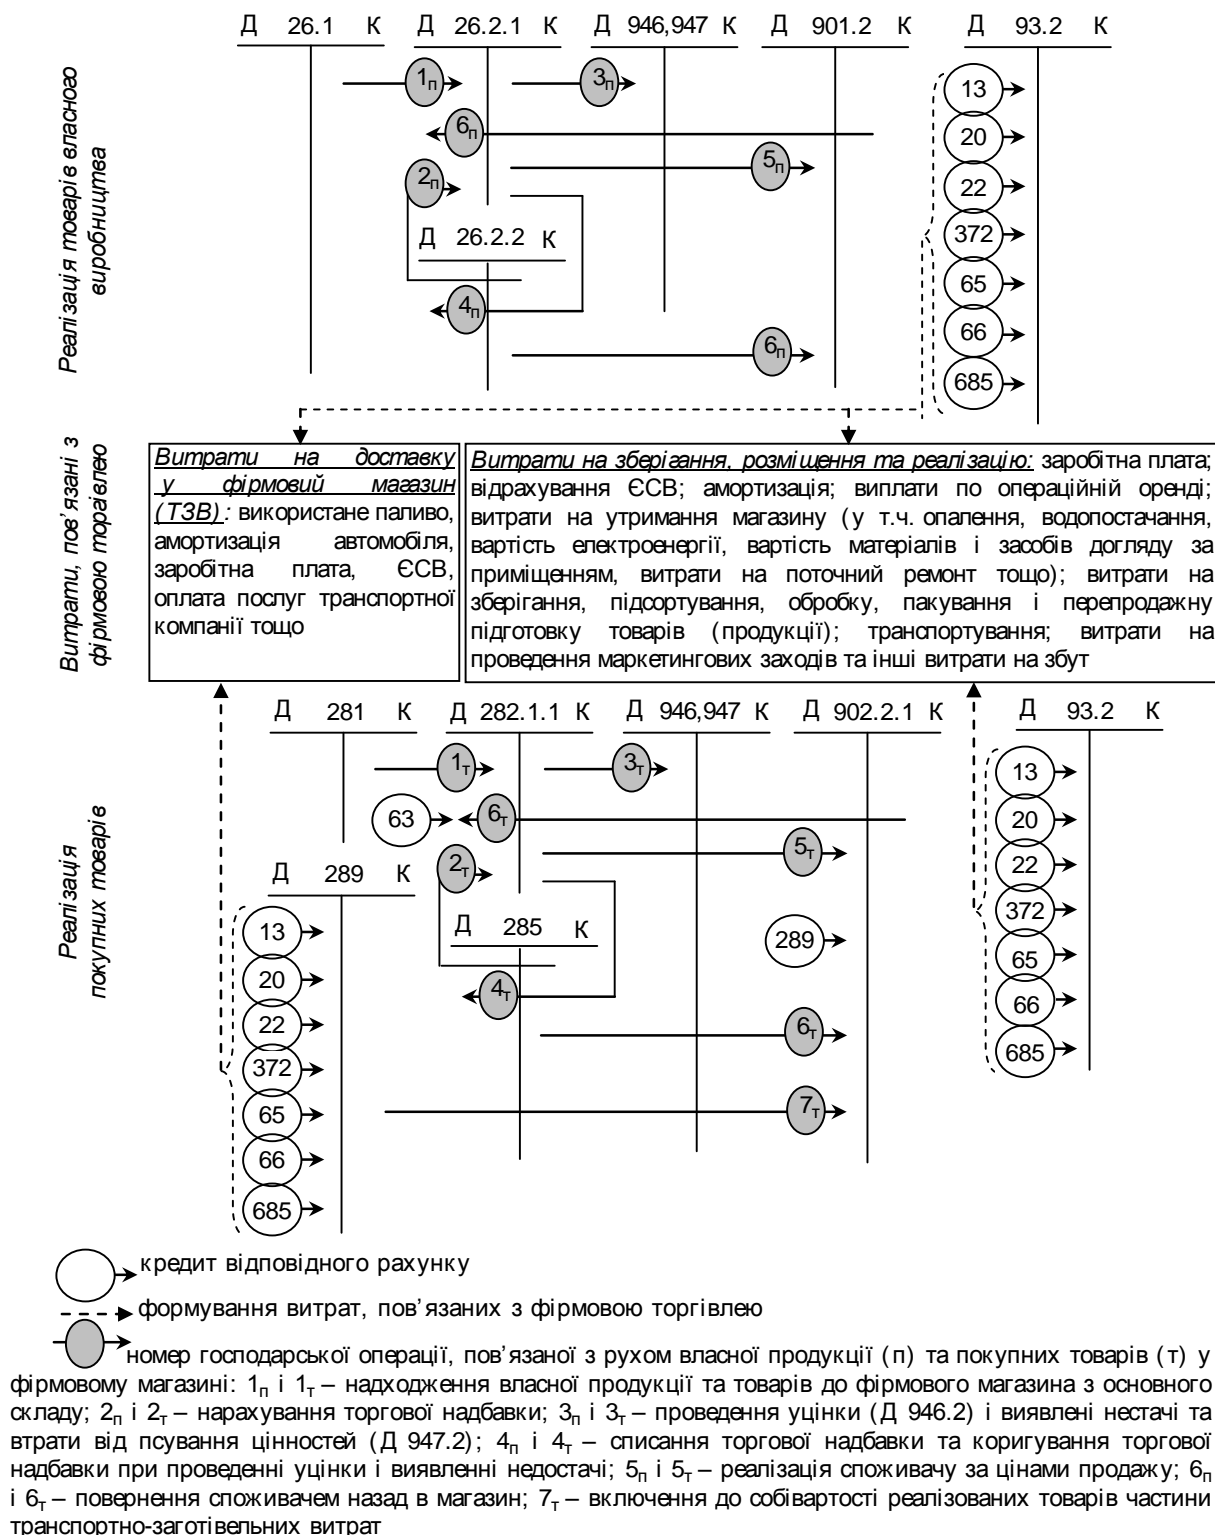 Д 26.1 К Д 26.2.1 К Д 946,947 К Д 901.2 К Д 93.2 К
Реалізація товарів власного
виробництва
1п
3п
13
6п
20
5п
2п
22
Д 26.2.2 К
372
65
4п
66
6п
685
Витрати, пов’язані з
фірмовою торгівлею
Витрати на доставку
у фірмовий магазин
(ТЗВ): використане паливо,
амортизація автомобіля,
заробітна плата, ЄСВ,
оплата послуг транспортної
компанії тощо
Витрати на зберігання, розміщення та реалізацію: заробітна плата;
відрахування ЄСВ; амортизація; виплати по операційній оренді;
витрати на утримання магазину (у т.ч. опалення, водопостачання,
вартість електроенергії, вартість матеріалів і засобів догляду за
приміщенням, витрати на поточний ремонт тощо); витрати на
зберігання, підсортування, обробку, пакування і перепродажну
підготовку товарів (продукції); транспортування; витрати на
проведення маркетингових заходів та інші витрати на збут
Д 281 К Д 282.1.1 К Д 946,947 К Д 902.2.1 К Д 93.2 К
Реалізація
покупних товарів
1т
3т
13
63
6т
20
5т
2т
22
Д 289 К
372
13
Д 285 К
289
65
20
4т
66
22
6т
685
372
65
7т
66
685
кредит відповідного рахунку
формування витрат, пов’язаних з фірмовою торгівлею
номер господарської операції, пов’язаної з рухом власної продукції (п) та покупних товарів (т) у
фірмовому магазині: 1п і 1т – надходження власної продукції та товарів до фірмового магазина з основного
складу; 2п і 2т – нарахування торгової надбавки; 3п і 3т – проведення уцінки (Д 946.2) і виявлені нестачі та
втрати від псування цінностей (Д 947.2); 4п і 4т – списання торгової надбавки та коригування торгової
надбавки при проведенні уцінки і виявленні недостачі; 5п і 5т – реалізація споживачу за цінами продажу; 6п
і 6т – повернення споживачем назад в магазин; 7т – включення до собівартості реалізованих товарів частини
транспортно-заготівельних витрат